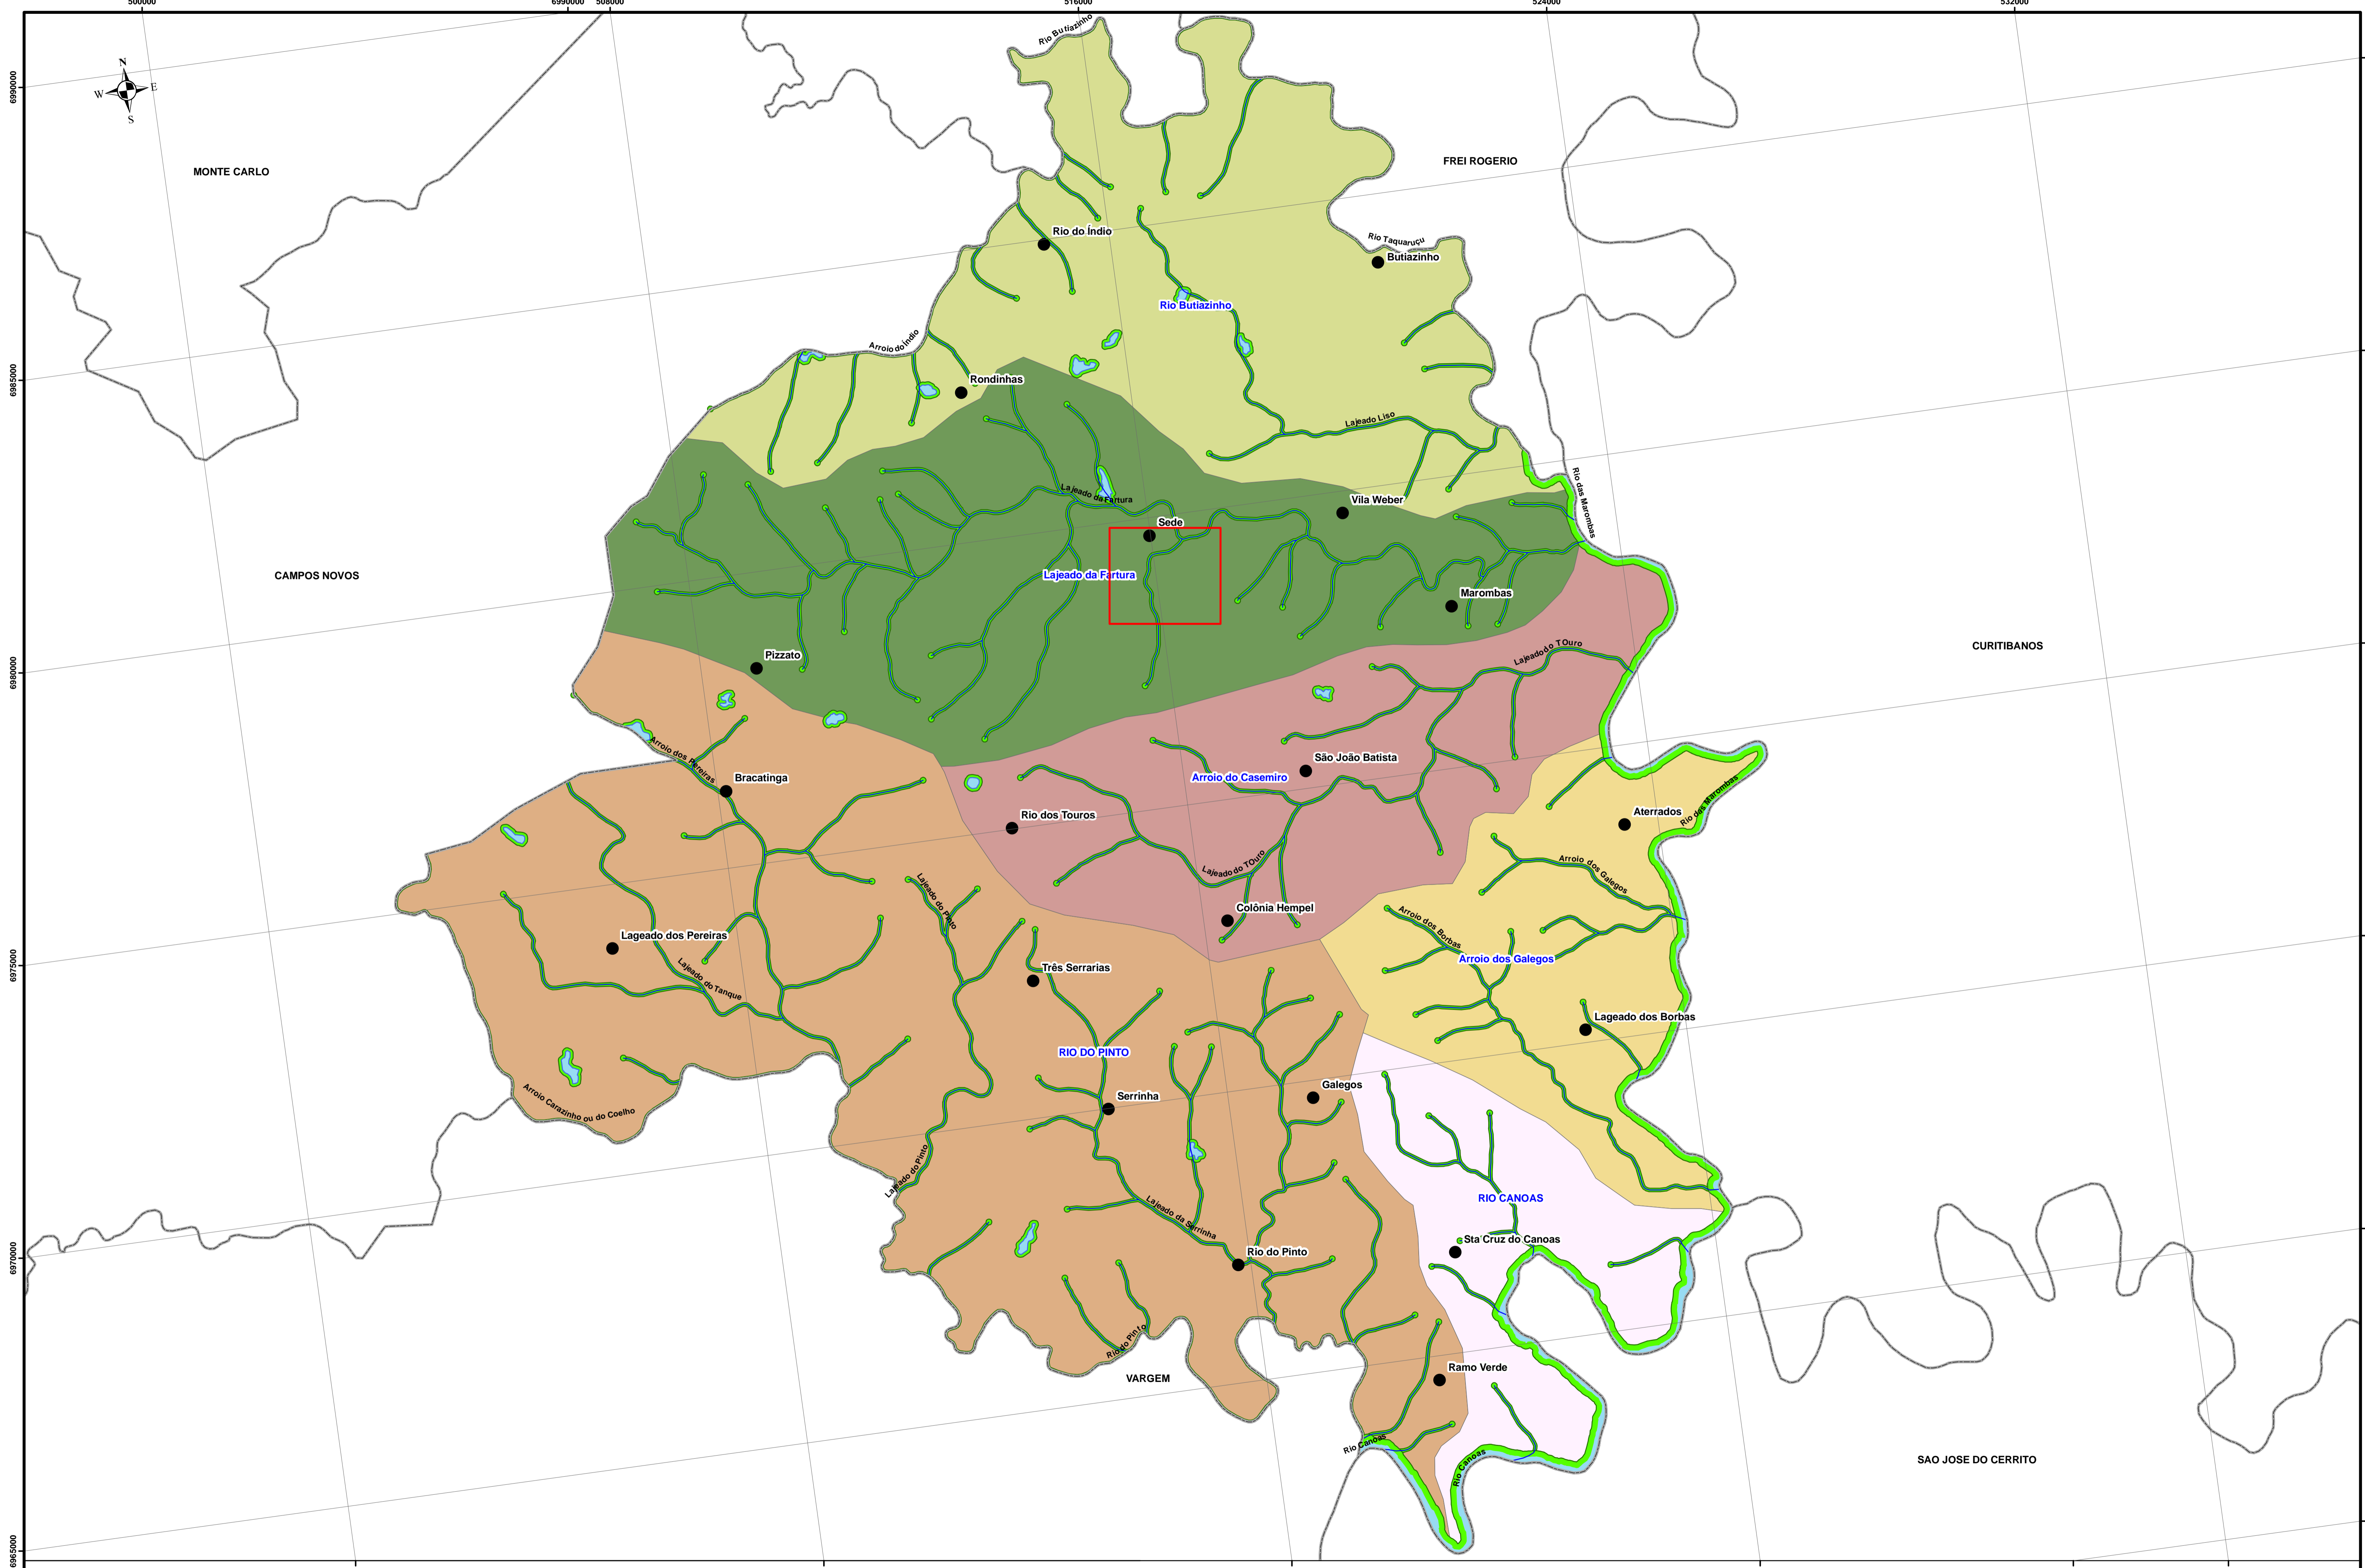 500000
6990000
508000
516000
524000
532000
Rio Butiazinho
N
W
E
S
6990000
MONTE CARLO
FREI ROGERIO
Rio do Índio
Rio Taquaruçu
Butiazinho
Rio Butiazinho
Arroio do Índio
6985000
Rondinhas
Lajeado Liso
Rio das Marombas
Lajeado da Fartura
Vila Weber
Sede
CAMPOS NOVOS
Lajeado da Fartura
Marombas
CURITIBANOS
Pizzato
Lajeado do TOuro
6980000
Arroio dos Pereiras
Bracatinga
São João Batista
Arroio do Casemiro
Rio dos Touros
Aterrados
Rio das Marombas
Lajeado do TOuro
Arroio dos Galegos
Lajeado do Pinto
Colônia Hempel
Arroio dos Borbas
Lageado dos Pereiras
Arroio dos Galegos
6975000
Três Serrarias
Lajeado do Tanque
Lageado dos Borbas
RIO DO PINTO
Galegos
Serrinha
Arroio Carazinho ou do Coelho
Lajeado do Pinto
RIO CANOAS
Lajeado da Serrinha
Sta Cruz do Canoas
Rio do Pinto
6970000
Rio do Pinto
Ramo Verde
VARGEM
Rio Canoas
Rio Canoas
SAO JOSE DO CERRITO
6965000